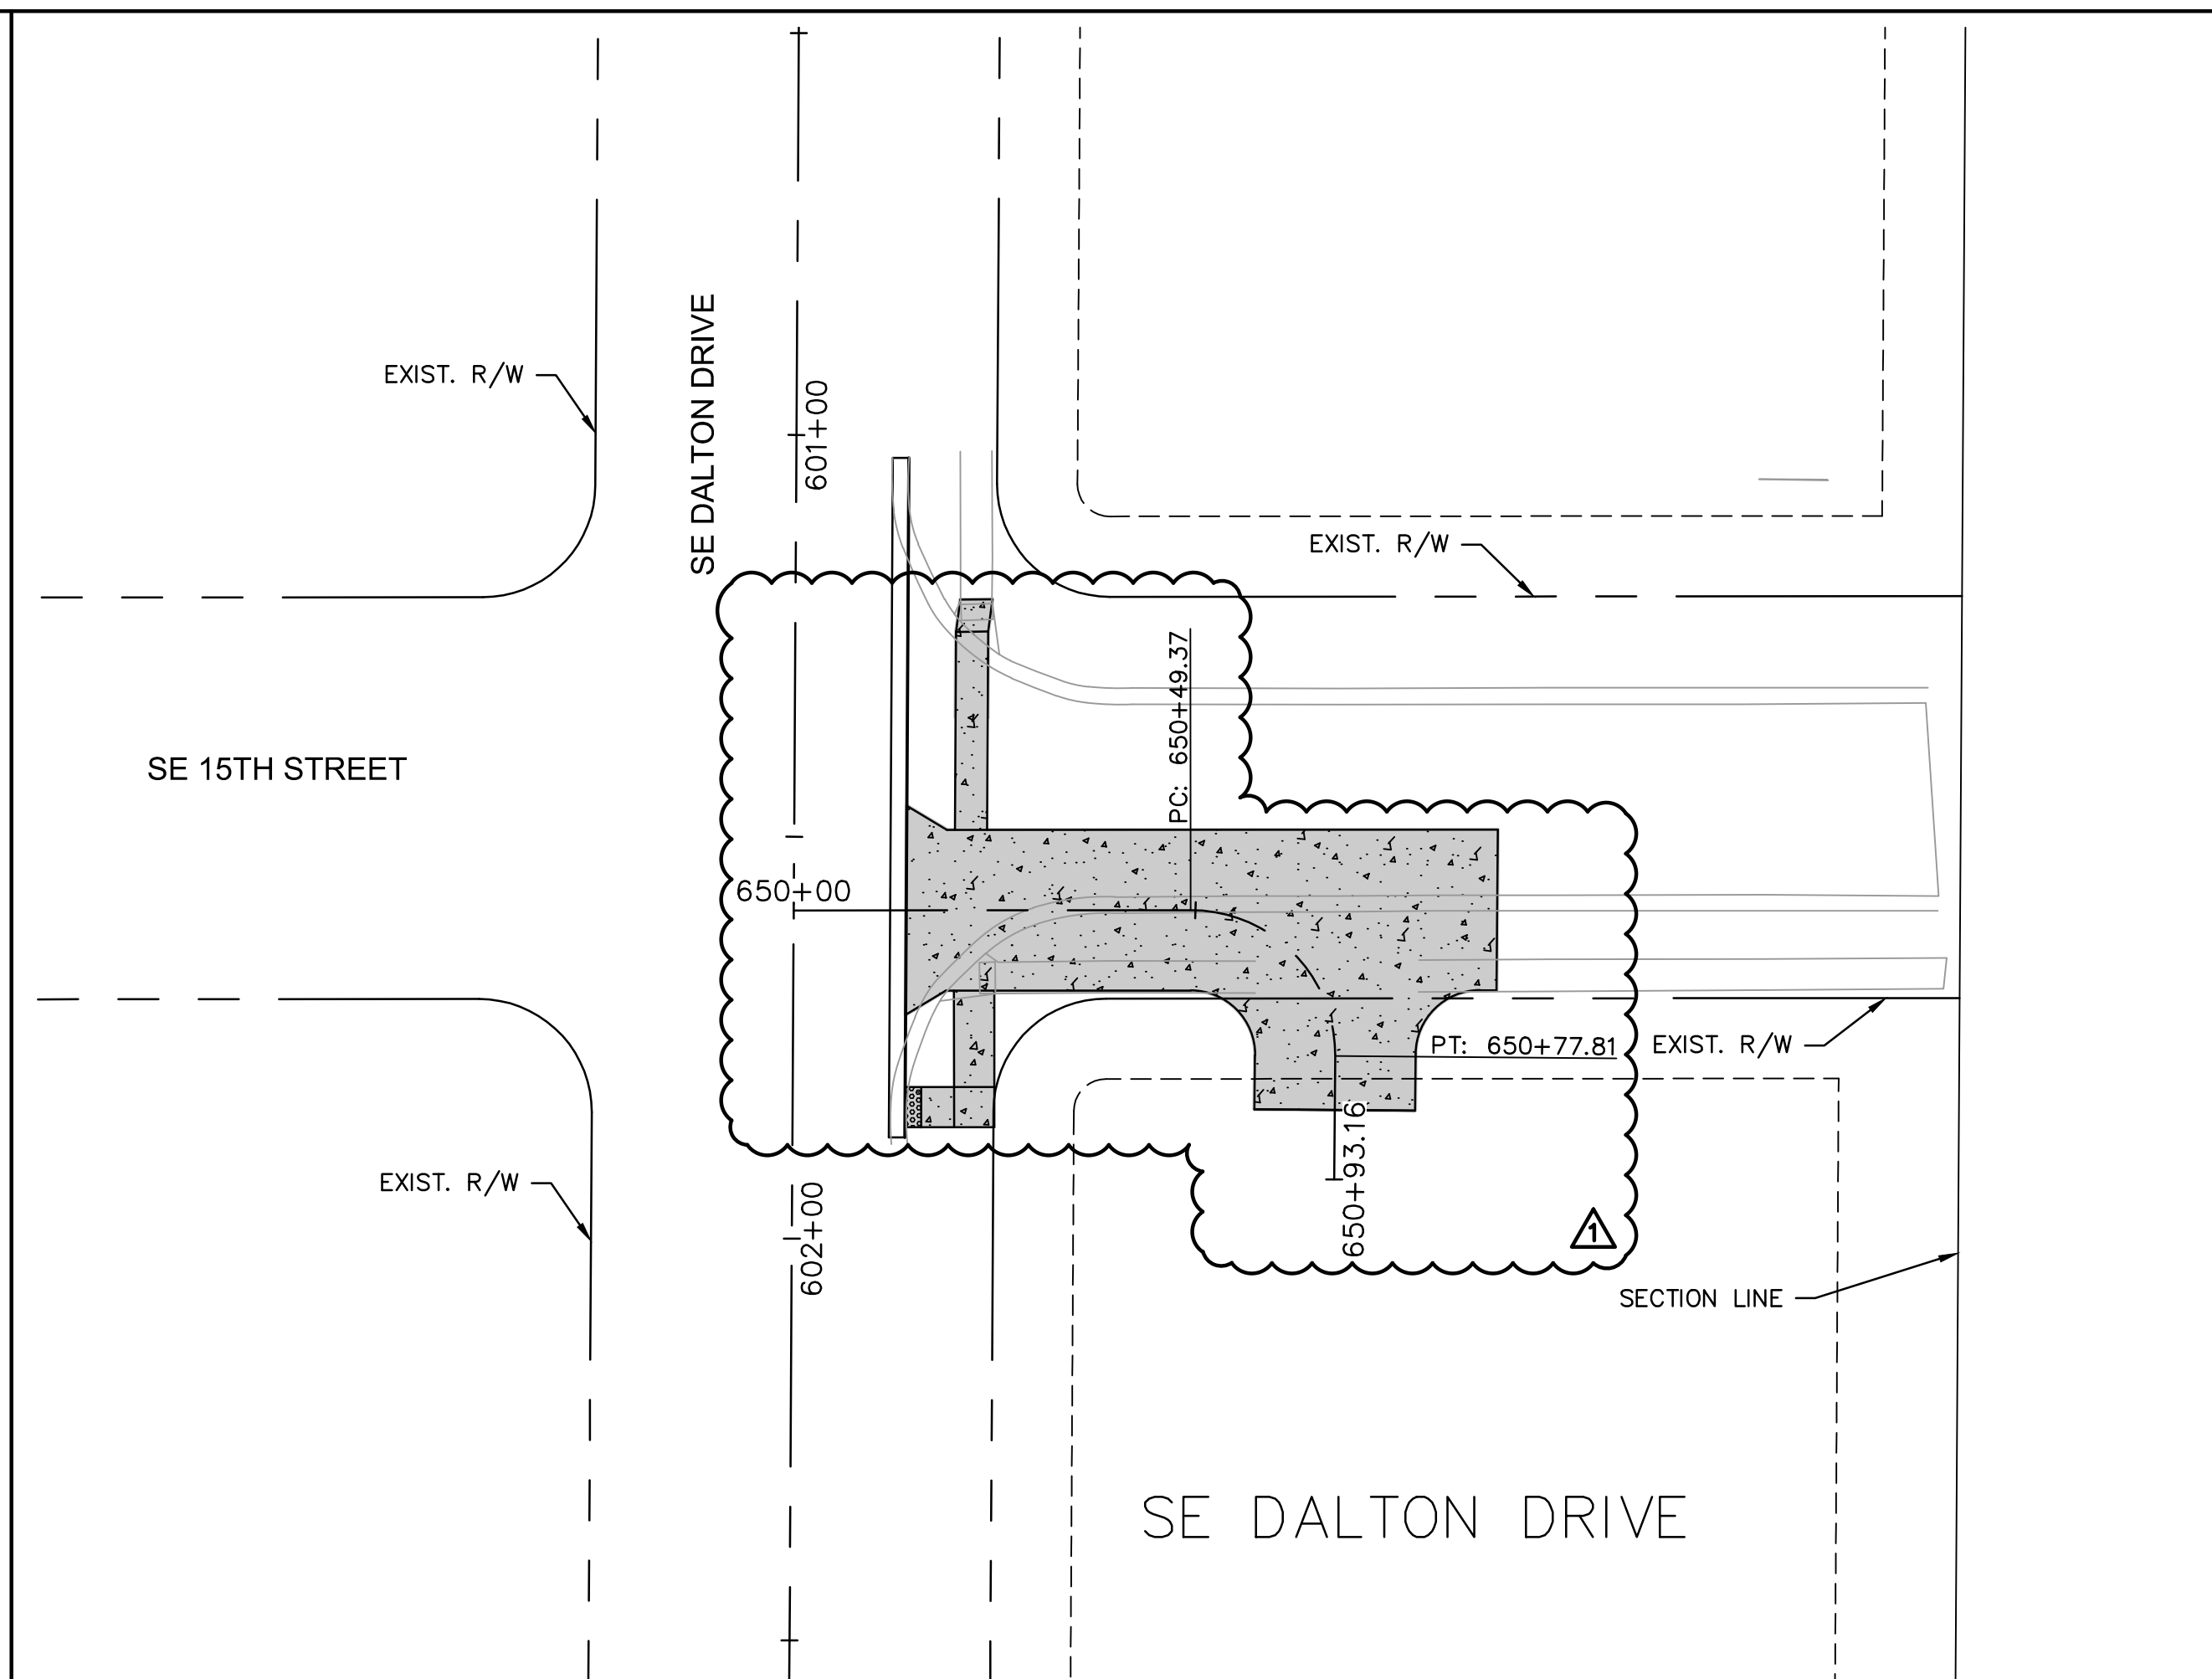 SE DALTON DRIVE
EXIST. R/W
601+00
EXIST. R/W
PC: 650+49.37
SE 15TH STREET
650+00
PT: 650+77.81
EXIST. R/W
650+93.16
EXIST. R/W
602+00
1
SECTION LINE
SE DALTON DRIVE